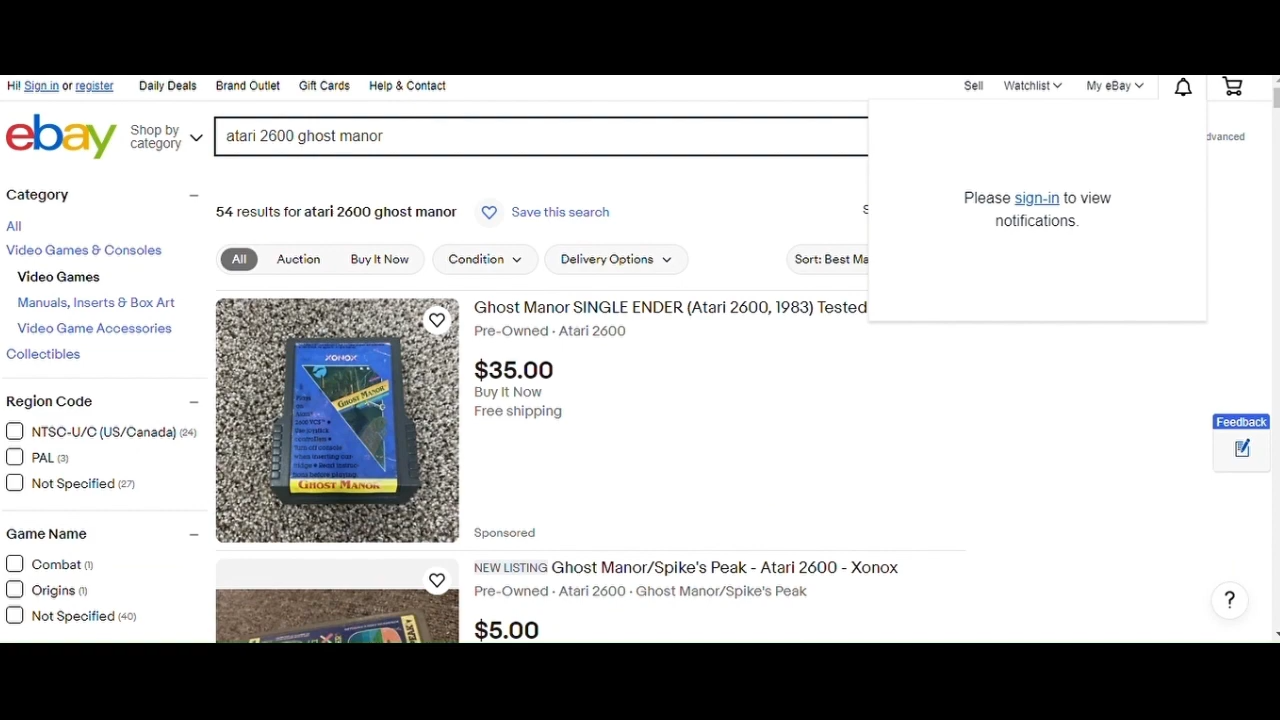 Hi! Sign in or register
Daily Deals
Brand Outlet
Gift Cards
Help & Contact
Sell
Watchlist
My eBay
ebay
Shop by
category
atari 2600 ghost manor
dvanced
Please sign-in to view
notifications.
Category
All
Video Games & Consoles
Video Games
Manuals, Inserts & Box Art
Video Game Accessories
Collectibles
Region Code
NTSC-U/C (US/Canada) (24)
PAL (3)
Not Specified (27)
Game Name
Combat (1)
Origins (1)
Not Specified (40)
54 results for atari 2600 ghost manor
Save this search
S
All
Auction
Buy It Now
Condition
Delivery Options
Sort: Best Ma
XONOX
GHOST MANOR
GHOST MANOR
Ghost Manor SINGLE ENDER (Atari 2600, 1983) Tested
Pre-Owned · Atari 2600
$35.00
Buy It Now
Free shipping
Sponsored
NEW LISTING Ghost Manor/Spike's Peak - Atari 2600 - Xonox
Pre-Owned · Atari 2600 · Ghost Manor/Spike's Peak
$5.00
Feedback
?